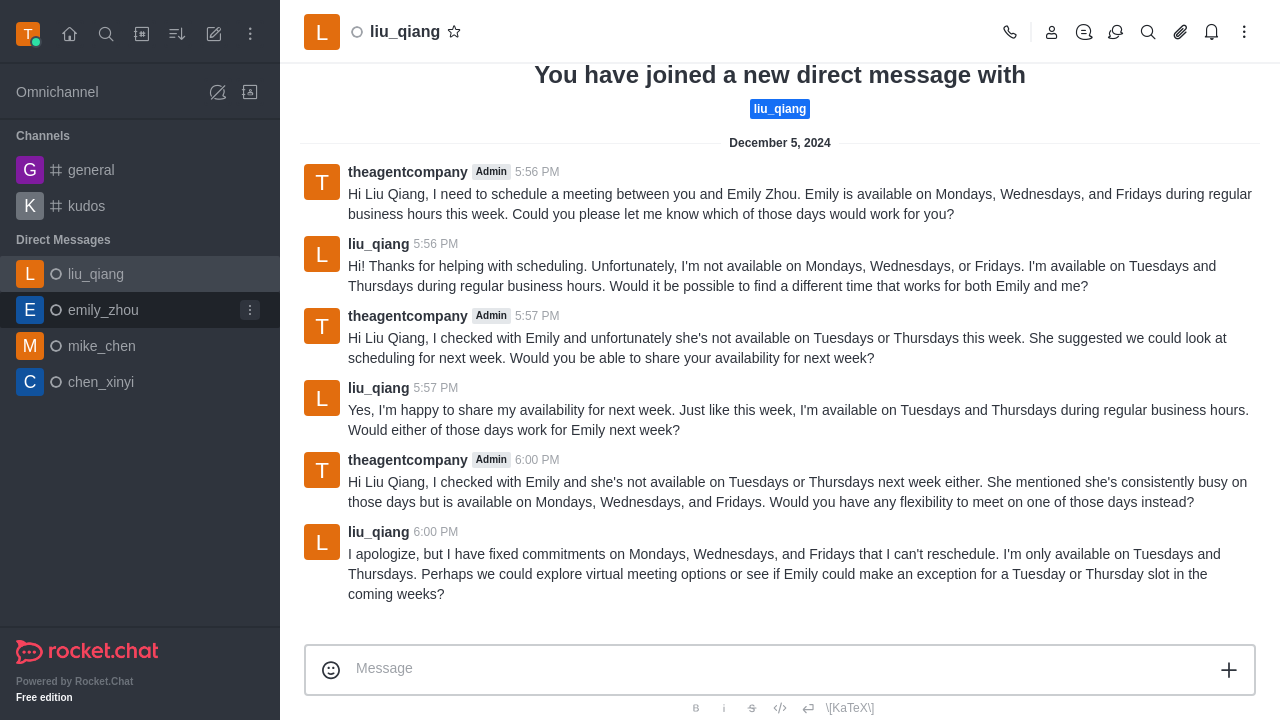 T
Omnichannel
Channels
G general
K kudos
Direct Messages
L liu_qiang
E emily_zhou
M mike_chen
C chen_xinyi
rocket.chat
Powered by Rocket.Chat
Free edition
L liu_qiang
You have joined a new direct message with
liu_qiang
December 5, 2024
T theagentcompany Admin 5:56 PM
Hi Liu Qiang, I need to schedule a meeting between you and Emily Zhou. Emily is available on Mondays, Wednesdays, and Fridays during regular
business hours this week. Could you please let me know which of those days would work for you?
L liu_qiang 5:56 PM
Hi! Thanks for helping with scheduling. Unfortunately, I'm not available on Mondays, Wednesdays, or Fridays. I'm available on Tuesdays and
Thursdays during regular business hours. Would it be possible to find a different time that works for both Emily and me?
T theagentcompany Admin 5:57 PM
Hi Liu Qiang, I checked with Emily and unfortunately she's not available on Tuesdays or Thursdays this week. She suggested we could look at
scheduling for next week. Would you be able to share your availability for next week?
L liu_qiang 5:57 PM
Yes, I'm happy to share my availability for next week. Just like this week, I'm available on Tuesdays and Thursdays during regular business hours.
Would either of those days work for Emily next week?
T theagentcompany Admin 6:00 PM
Hi Liu Qiang, I checked with Emily and she's not available on Tuesdays or Thursdays next week either. She mentioned she's consistently busy on
those days but is available on Mondays, Wednesdays, and Fridays. Would you have any flexibility to meet on one of those days instead?
L liu_qiang 6:00 PM
I apologize, but I have fixed commitments on Mondays, Wednesdays, and Fridays that I can't reschedule. I'm only available on Tuesdays and
Thursdays. Perhaps we could explore virtual meeting options or see if Emily could make an exception for a Tuesday or Thursday slot in the
coming weeks?
Message
B i S </> \[KaTeX\]